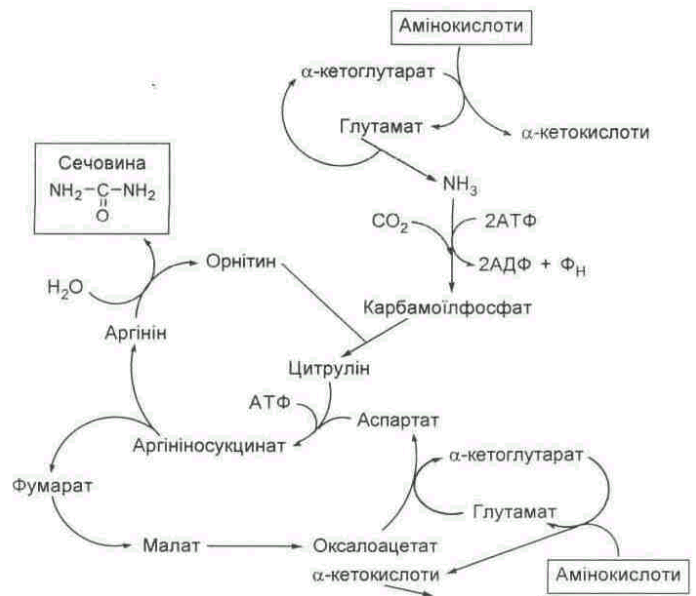 Амінокислоти
α-кетоглутарат
Глутамат
α-кетокислоти
Сечовина
NH2-C-NH2
O
NH3
CO2
2АТФ
2АДФ + ФН
H2O
Орнітин
Карбамоїлфосфат
Аргінін
Цитрулін
АТФ
Аспартат
Аргініносукцинат
α-кетоглутарат
Фумарат
Глутамат
Малат
Оксалоацетат
α-кетокислоти
Амінокислоти